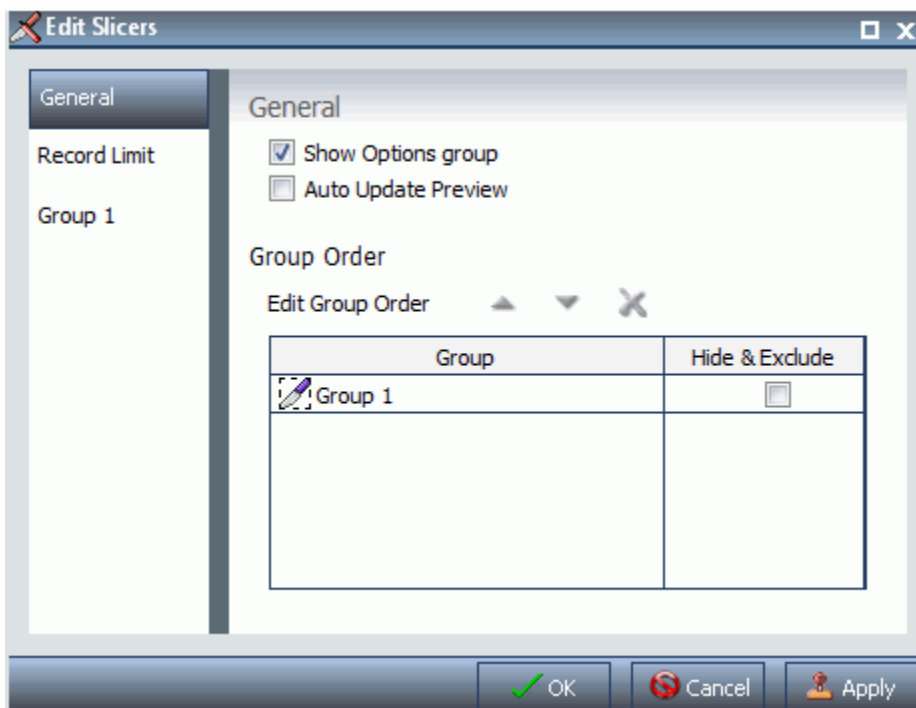 Edit Slicers
General
Record Limit
Group 1
General
Show Options group
Auto Update Preview
Group Order
Edit Group Order
Group Hide & Exclude
Group 1
OK Cancel Apply